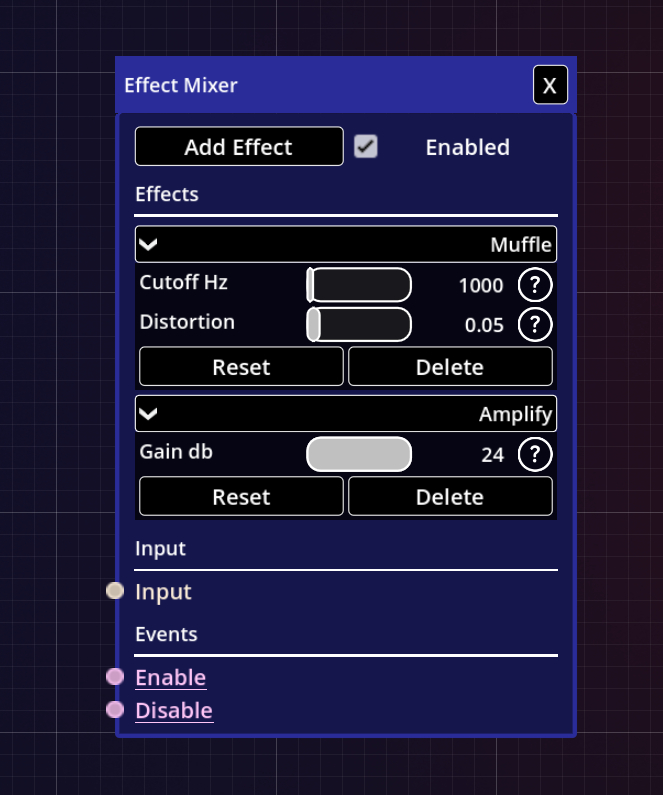 Effect Mixer X
Add Effect Enabled
Effects
Muffle
Cutoff Hz 1000 ?
Distortion 0.05 ?
Reset Delete
Amplify
Gain db 24 ?
Reset Delete
Input
Input
Events
Enable
Disable